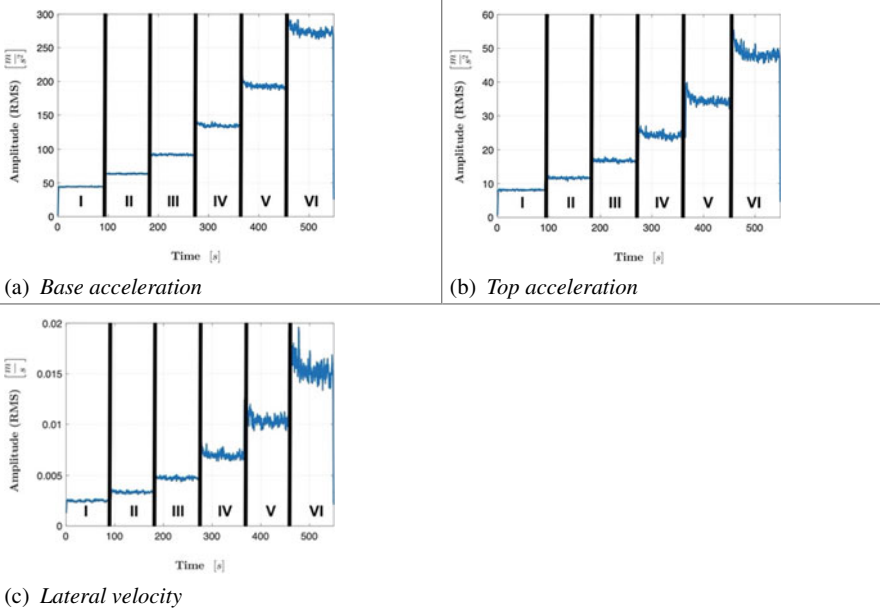 300
250
200
150
100
50
0
Amplitude (RMS) [m/s²]
I II III IV V VI
0 100 200 300 400 500
Time [s]
(a) Base acceleration
60
50
40
30
20
10
0
Amplitude (RMS) [m/s²]
I II III IV V VI
0 100 200 300 400 500
Time [s]
(b) Top acceleration
0.02
0.015
0.01
0.005
0
Amplitude (RMS) [m/s]
I II III IV V VI
0 100 200 300 400 500
Time [s]
(c) Lateral velocity